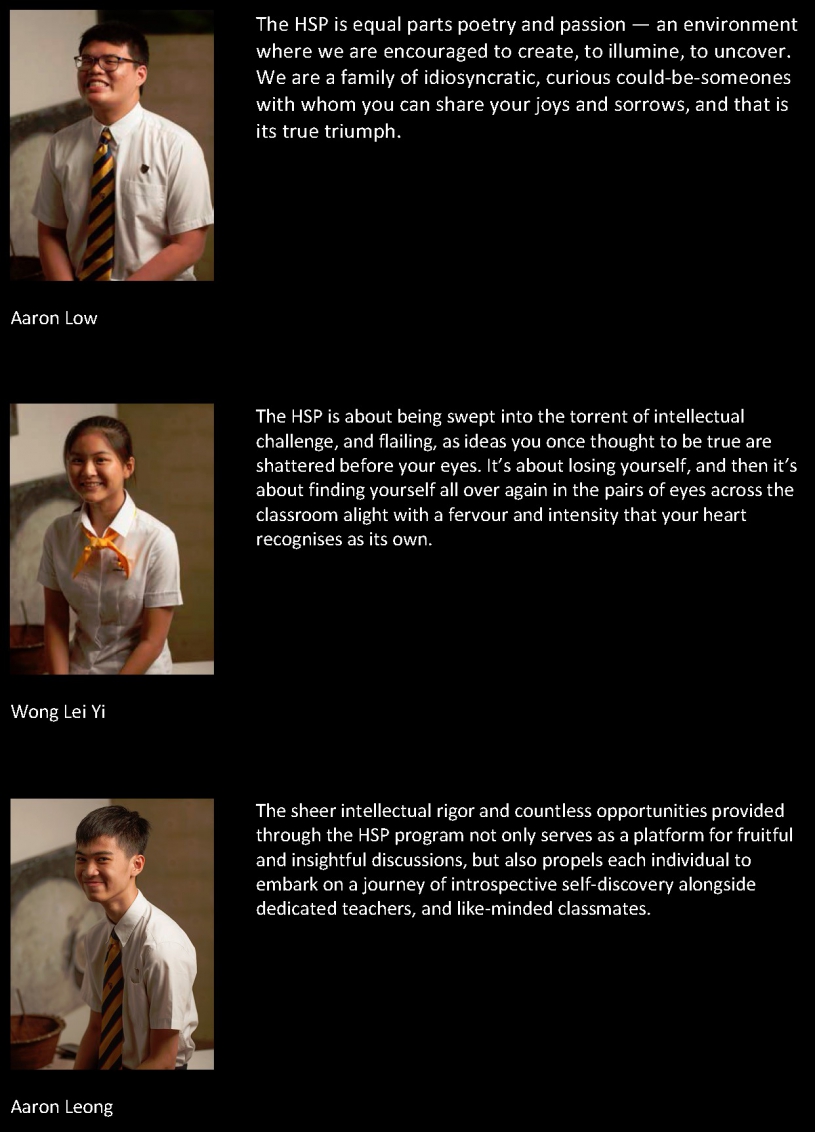 The HSP is equal parts poetry and passion — an environment
where we are encouraged to create, to illumine, to uncover.
We are a family of idiosyncratic, curious could-be-someones
with whom you can share your joys and sorrows, and that is
its true triumph.
Aaron Low
The HSP is about being swept into the torrent of intellectual
challenge, and flailing, as ideas you once thought to be true are
shattered before your eyes. It’s about losing yourself, and then it’s
about finding yourself all over again in the pairs of eyes across the
classroom alight with a fervour and intensity that your heart
recognises as its own.
Wong Lei Yi
The sheer intellectual rigor and countless opportunities provided
through the HSP program not only serves as a platform for fruitful
and insightful discussions, but also propels each individual to
embark on a journey of introspective self-discovery alongside
dedicated teachers, and like-minded classmates.
Aaron Leong